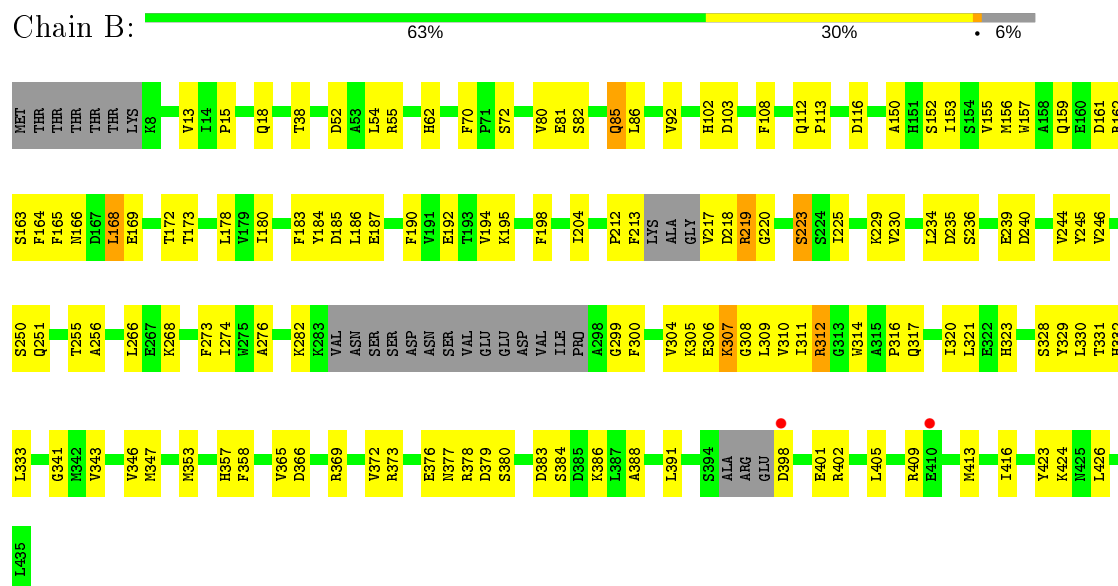 Chain B:
63% 30% • 6%
MET THR THR THR THR THR LYS K8 V13 I14 P15 Q18 T38 D52 A53 L54 R55 H62 F70 P71 S72 V80 E81 S82 Q85 L86 V92 H102 D103 F108 Q112 P113 D116 A150 H151 S152 I153 S154 V155 M156 W157 A158 Q159 E160 D161
S163 F164 F165 N166 D167 L168 E169 T172 T173 L178 V179 I180 F183 Y184 D185 L186 E187 F190 V191 E192 T193 V194 K195 F198 I204 P212 F213 LYS ALA GLY V217 D218 R219 G220 S223 S224 I225 K229 V230 L234 D235 S236 E239 D240 V244 Y245 V246
S250 Q251 T255 A256 L266 E267 K268 F273 I274 W275 A276 K282 K283 VAL ASN SER SER ASP ASN SER VAL GLU GLU ASP VAL ILE PRO A298 G299 F300 V304 K305 E306 K307 G308 L309 V310 I311 R312 G313 W314 A315 P316 Q317 I320 L321 E322 H323 S328 Y329 L330 T331 H332
L333 G341 M342 V343 V346 M347 M353 H357 F358 V365 D366 R369 V372 R373 E376 N377 R378 D379 S380 D383 S384 D385 K386 L387 A388 L391 S394 ALA ARG GLU D398 E401 R402 L405 R409 E410 M413 I416 Y423 K424 N425 L426
L435